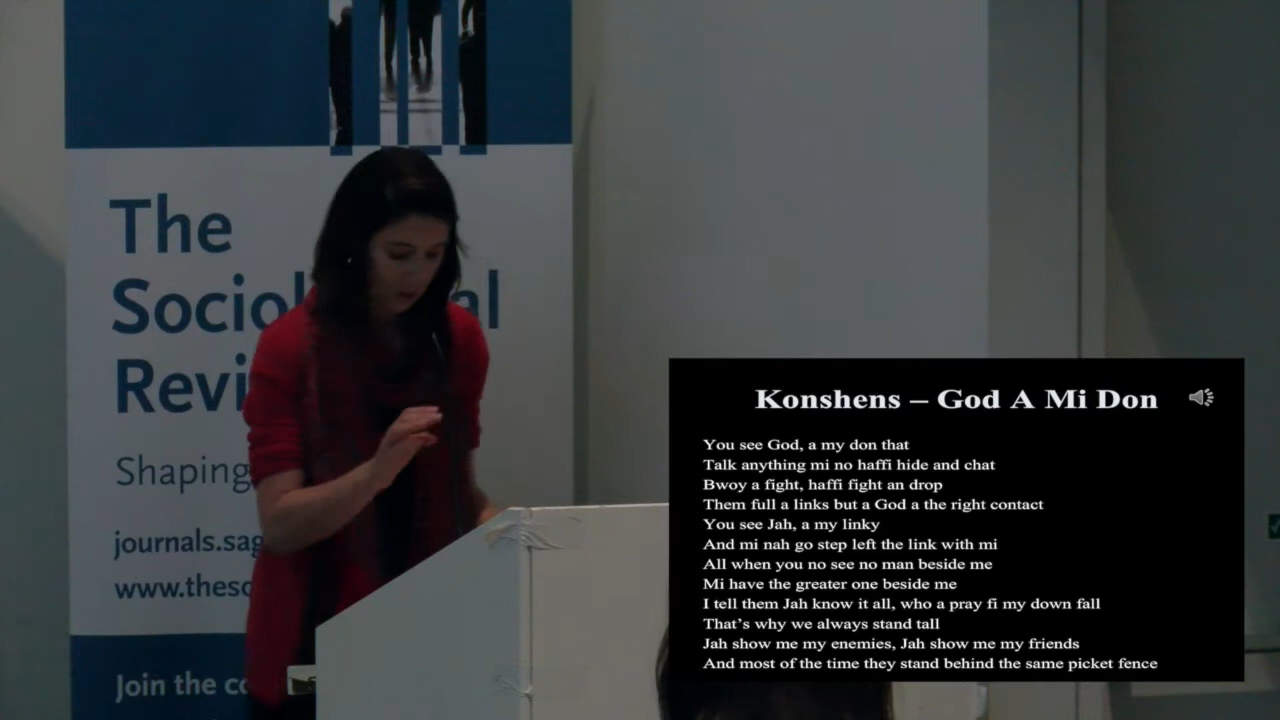 The
Sociol al
Revi
Shaping
journals.sag
www.theso
Join the co
Konshens – God A Mi Don
You see God, a my don that
Talk anything mi no haffi hide and chat
Bwoy a fight, haffi fight an drop
Them full a links but a God a the right contact
You see Jah, a my linky
And mi nah go step left the link with mi
All when you no see no man beside me
Mi have the greater one beside me
I tell them Jah know it all, who a pray fi my down fall
That’s why we always stand tall
Jah show me my enemies, Jah show me my friends
And most of the time they stand behind the same picket fence